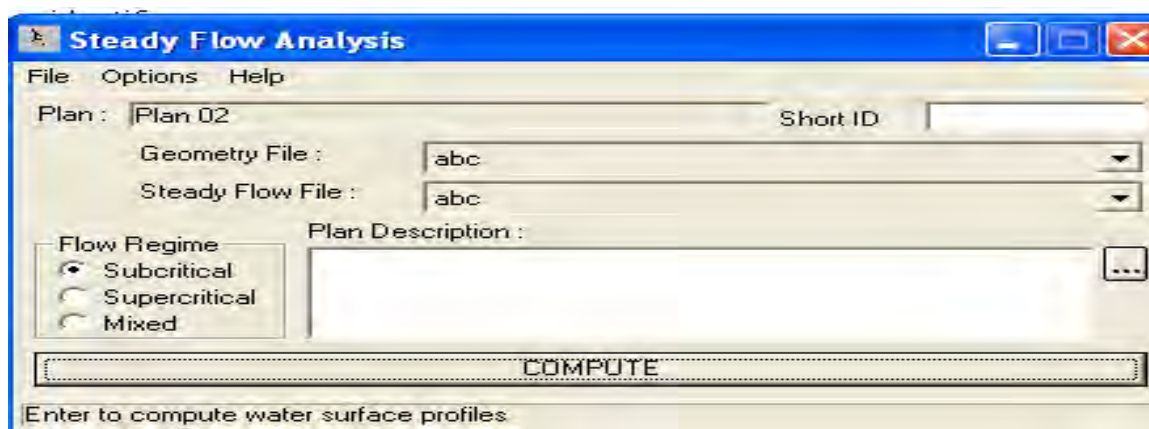 Steady Flow Analysis
File Options Help
Plan : Plan 02 Short ID
Geometry File : abc
Steady Flow File : abc
Plan Description :
Flow Regime
Subcritical
Supercritical
Mixed
...
COMPUTE
Enter to compute water surface profiles